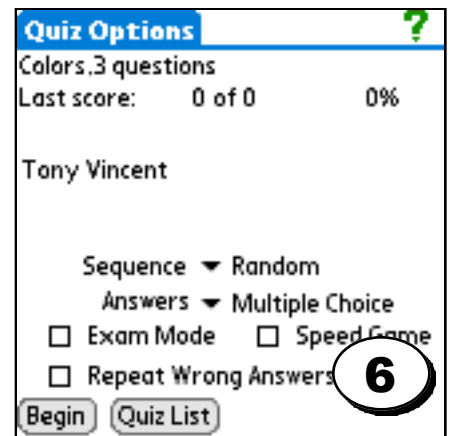 Quiz Options ?
Colors,3 questions
Last score: 0 of 0 0%
Tony Vincent
Sequence Random
Answers Multiple Choice
Exam Mode Speed Game
Repeat Wrong Answers
6
Begin Quiz List